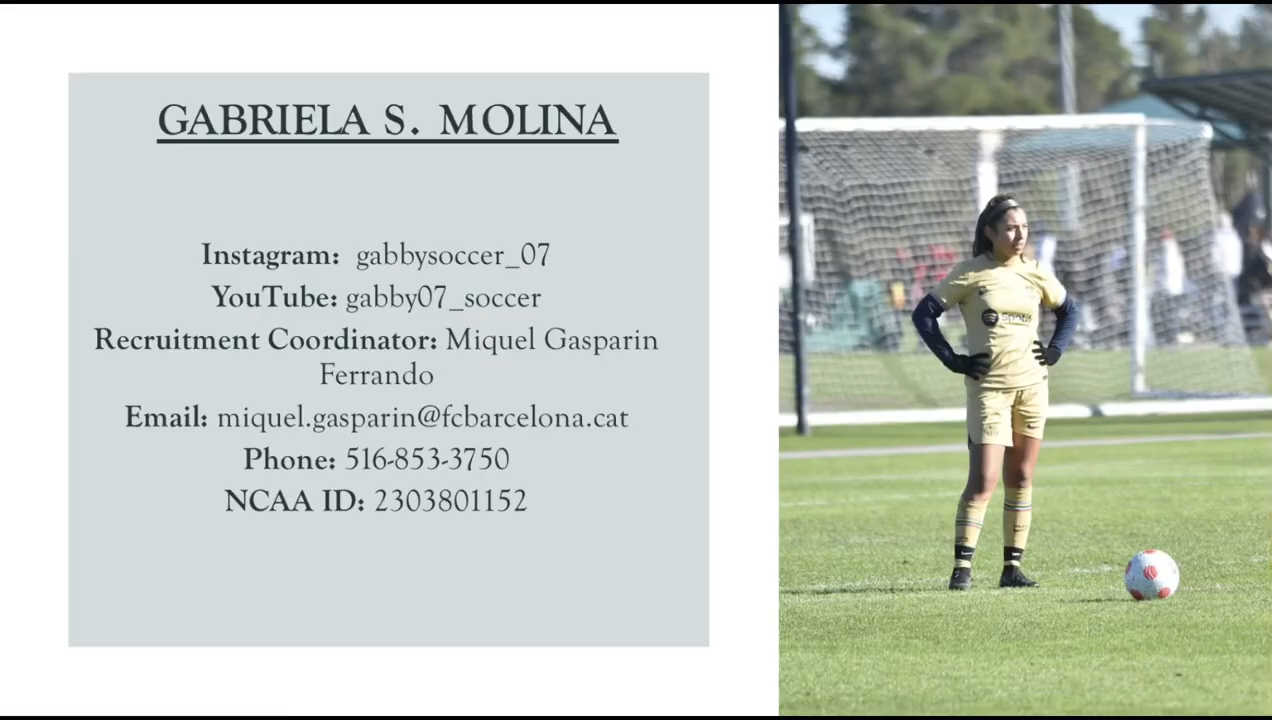 GABRIELA S. MOLINA
Instagram: gabbysoccer_07
YouTube: gabby07_soccer
Recruitment Coordinator: Miquel Gasparin
Ferrando
Email: miquel.gasparin@fcbarcelona.cat
Phone: 516-853-3750
NCAA ID: 2303801152
Spotify